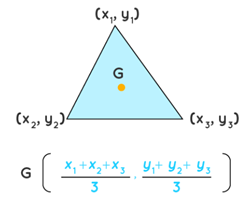 (x₁, y₁)
G
(x₂, y₂) (x₃, y₃)
G ( x₁+x₂+x₃ / 3 , y₁+ y₂+ y₃ / 3 )